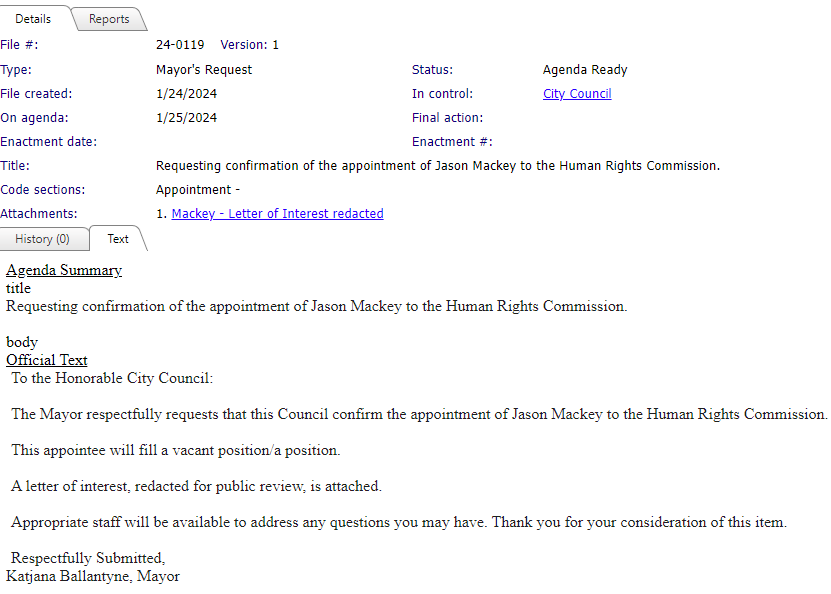 Details Reports
File #: 24-0119 Version: 1
Type: Mayor's Request Status: Agenda Ready
File created: 1/24/2024 In control: City Council
On agenda: 1/25/2024 Final action:
Enactment date: Enactment #:
Title: Requesting confirmation of the appointment of Jason Mackey to the Human Rights Commission.
Code sections: Appointment -
Attachments: 1. Mackey - Letter of Interest redacted
History (0) Text
Agenda Summary
title
Requesting confirmation of the appointment of Jason Mackey to the Human Rights Commission.
body
Official Text
To the Honorable City Council:
The Mayor respectfully requests that this Council confirm the appointment of Jason Mackey to the Human Rights Commission.
This appointee will fill a vacant position/a position.
A letter of interest, redacted for public review, is attached.
Appropriate staff will be available to address any questions you may have. Thank you for your consideration of this item.
Respectfully Submitted,
Katjana Ballantyne, Mayor